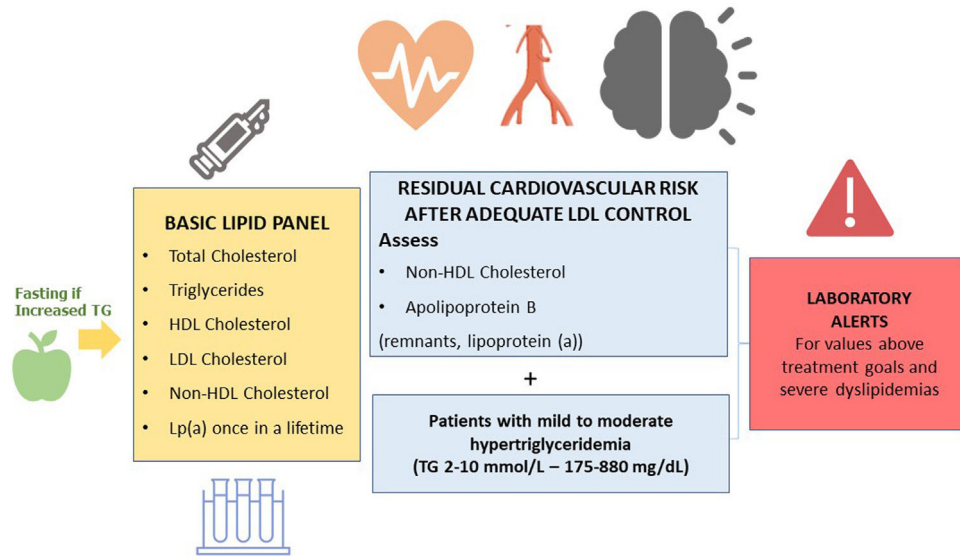 Fasting if
Increased TG
BASIC LIPID PANEL
• Total Cholesterol
• Triglycerides
• HDL Cholesterol
• LDL Cholesterol
• Non-HDL Cholesterol
• Lp(a) once in a lifetime
RESIDUAL CARDIOVASCULAR RISK
AFTER ADEQUATE LDL CONTROL
Assess
• Non-HDL Cholesterol
• Apolipoprotein B
(remnants, lipoprotein (a))
+
Patients with mild to moderate
hypertriglyceridemia
(TG 2-10 mmol/L – 175-880 mg/dL)
LABORATORY
ALERTS
For values above
treatment goals and
severe dyslipidemias